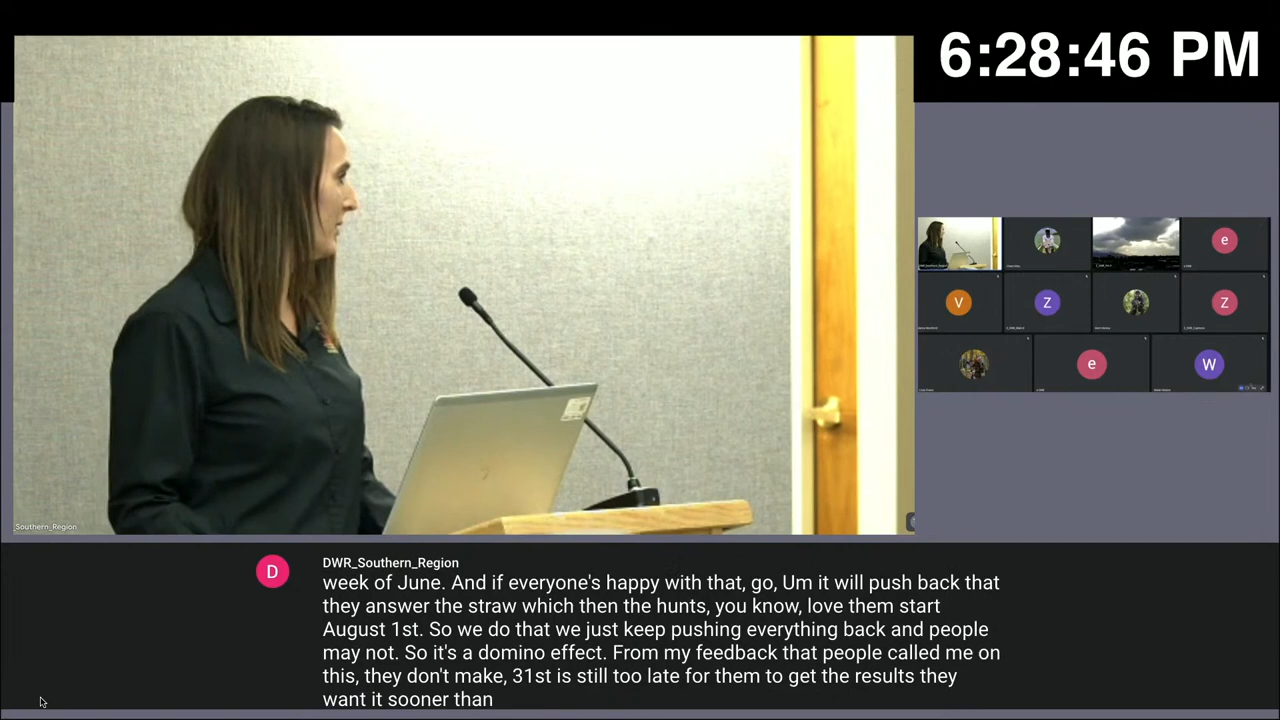 6:28:46 PM
e
V
Z
Z
e
W
_Southern_Region
D
DWR_Southern_Region
week of June. And if everyone's happy with that, go, Um it will push back that
they answer the straw which then the hunts, you know, love them start
August 1st. So we do that we just keep pushing everything back and people
may not. So it's a domino effect. From my feedback that people called me on
this, they don't make, 31st is still too late for them to get the results they
want it sooner than